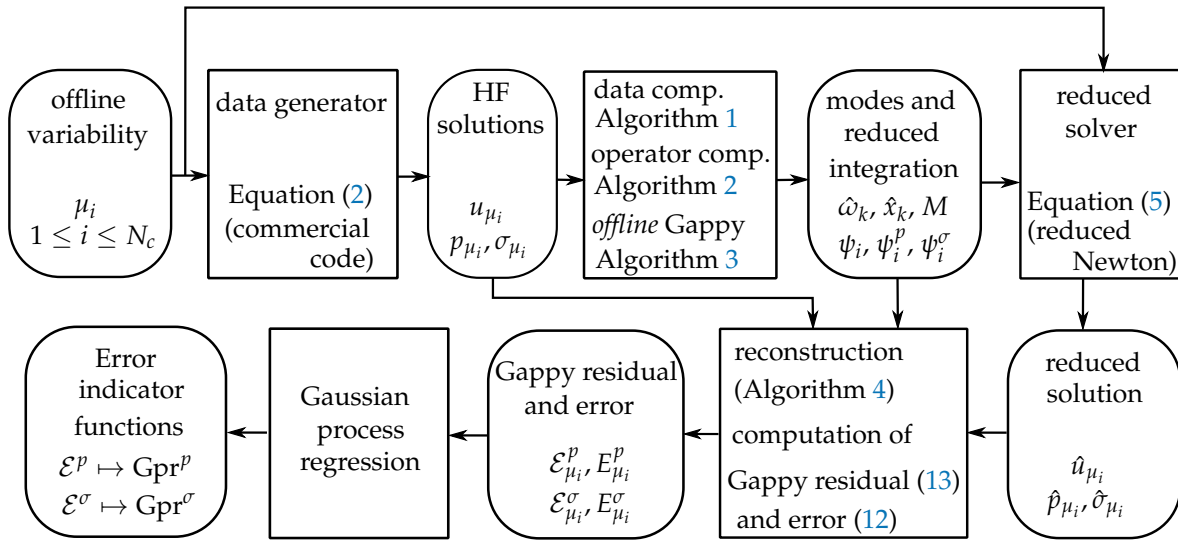 offline
variability
μ_i
1 ≤ i ≤ N_c
data generator
Equation (2)
(commercial
code)
HF
solutions
u_{μ_i}
p_{μ_i}, σ_{μ_i}
data comp.
Algorithm 1
operator comp.
Algorithm 2
offline Gappy
Algorithm 3
modes and
reduced
integration
ω̂_k, x̂_k, M
ψ_i, ψ_i^p, ψ_i^σ
reduced
solver
Equation (5)
(reduced
Newton)
Error
indicator
functions
ℰ^p ↦ Gpr^p
ℰ^σ ↦ Gpr^σ
Gaussian
process
regression
Gappy residual
and error
ℰ^p_{μ_i}, E^p_{μ_i}
ℰ^σ_{μ_i}, E^σ_{μ_i}
reconstruction
(Algorithm 4)
computation of
Gappy residual (13)
and error (12)
reduced
solution
û_{μ_i}
p̂_{μ_i}, σ̂_{μ_i}